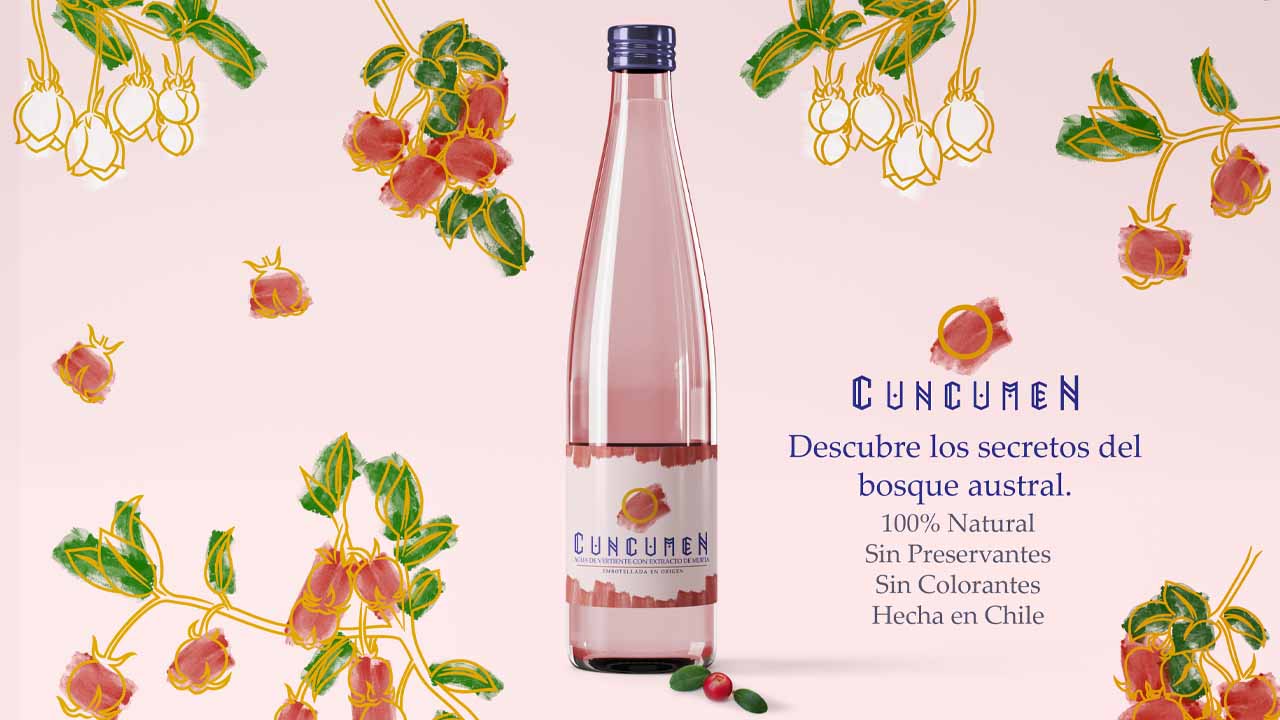 CUNCUMEN
Descubre los secretos del
bosque austral.
100% Natural
Sin Preservantes
Sin Colorantes
Hecha en Chile
CUNCUMEN
AGUA DE VERTIENTE CON EXTRACTO DE MURTA
EMBOTELLADA EN ORIGEN